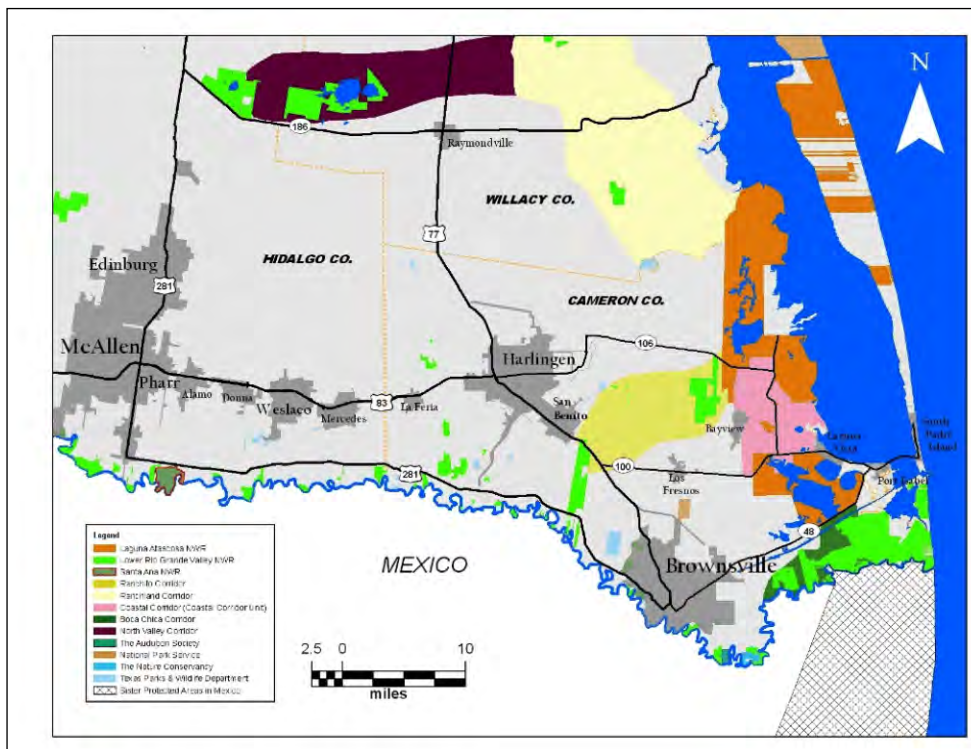 N
186
Raymondville
WILLACY CO.
77
Edinburg
HIDALGO CO.
281
CAMERON CO.
McAllen
106
Harlingen
Pharr
Alamo
Donna
Weslaco
Mercedes
83
La Feria
San
Benito
Bayview
Laguna
Vista
South
Padre
Island
281
100
Los
Fresnos
Port Isabel
48
MEXICO
Brownsville
Legend
Laguna Atascosa NWR
Lower Rio Grande Valley NWR
Santa Ana NWR
Ranchito Corridor
Ranchland Corridor
Coastal Corridor (Coastal Corridor Unit)
Boca Chica Corridor
North Valley Corridor
The Audubon Society
National Park Service
The Nature Conservancy
Texas Parks & Wildlife Department
Sister Protected Areas in Mexico
2.5 0 10
miles